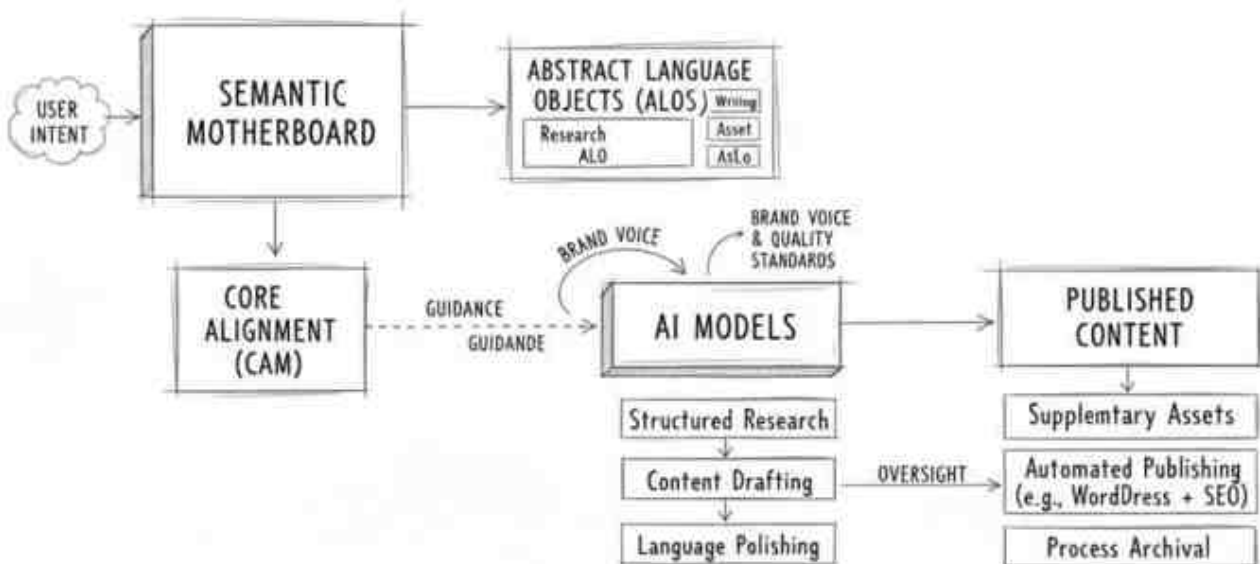 USER
INTENT
SEMANTIC
MOTHERBOARD
ABSTRACT LANGUAGE
OBJECTS (ALOS)
Writing
Research
ALO
Asset
AsLo
CORE
ALIGNMENT
(CAM)
GUIDANCE
GUIDANDE
BRAND VOICE
BRAND VOICE
& QUALITY
STANDARDS
AI MODELS
PUBLISHED
CONTENT
Structured Research
Content Drafting
Language Polishing
OVERSIGHT
Supplemtary Assets
Automated Publishing
(e.g., WordDress + SEO)
Process Archival